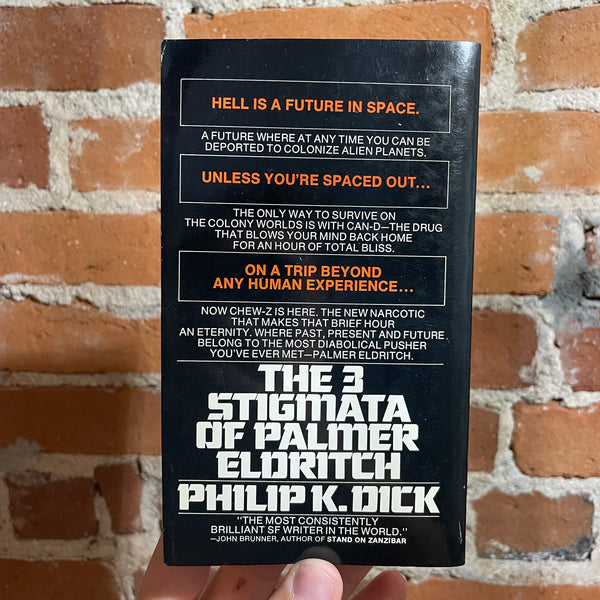 HELL IS A FUTURE IN SPACE.
A FUTURE WHERE AT ANY TIME YOU CAN BE
DEPORTED TO COLONIZE ALIEN PLANETS.
UNLESS YOU'RE SPACED OUT...
THE ONLY WAY TO SURVIVE ON
THE COLONY WORLDS IS WITH CAN-D—THE DRUG
THAT BLOWS YOUR MIND BACK HOME
FOR AN HOUR OF TOTAL BLISS.
ON A TRIP BEYOND
ANY HUMAN EXPERIENCE...
NOW CHEW-Z IS HERE. THE NEW NARCOTIC
THAT MAKES THAT BRIEF HOUR
AN ETERNITY. WHERE PAST, PRESENT AND FUTURE
BELONG TO THE MOST DIABOLICAL PUSHER
YOU'VE EVER MET—PALMER ELDRITCH.
THE 3
STIGMATA
OF PALMER
ELDRITCH
PHILIP K. DICK
"THE MOST CONSISTENTLY
BRILLIANT SF WRITER IN THE WORLD."
—JOHN BRUNNER, AUTHOR OF STAND ON ZANZIBAR